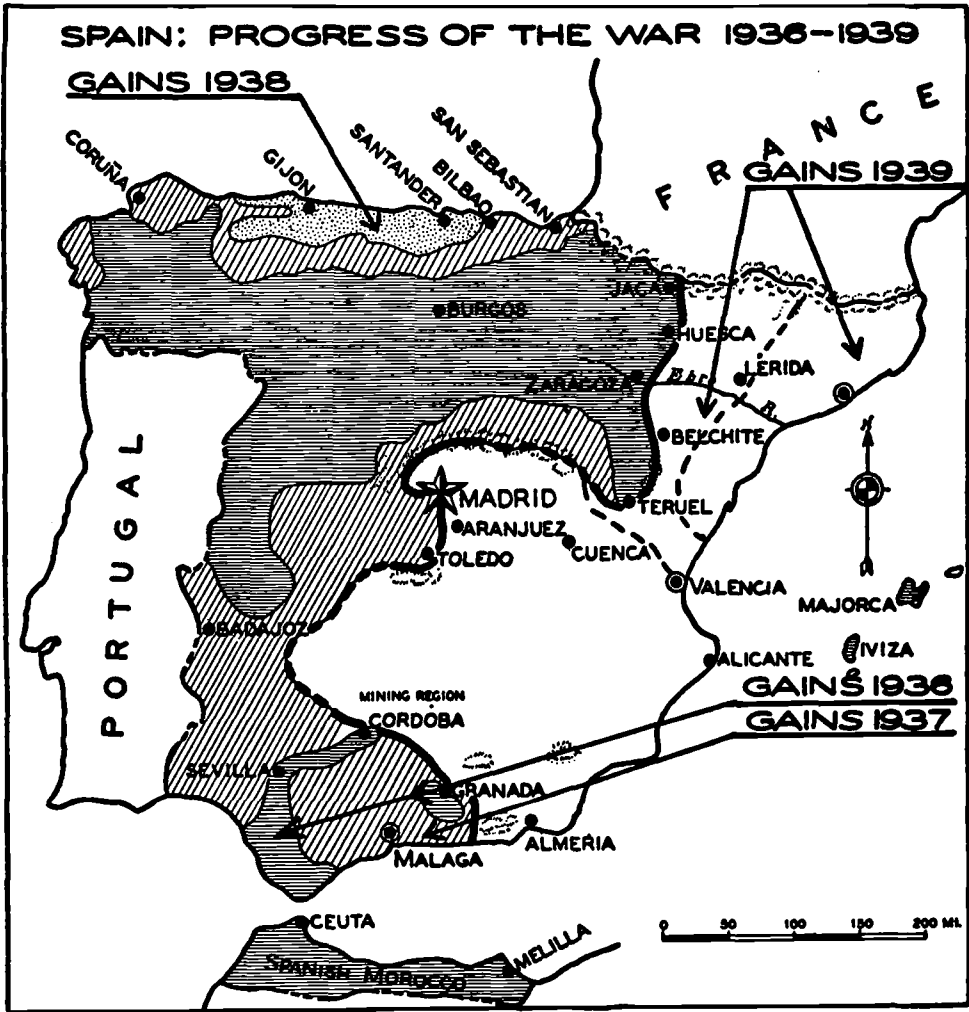 SPAIN: PROGRESS OF THE WAR 1936-1939
GAINS 1938
CORUÑA
GIJON
SANTANDER
BILBAO
SAN SEBASTIAN
FRANCE
GAINS 1939
JACA
BURGOS
HUESCA
ZARAGOZA
Ebro R.
LERIDA
BELCHITE
N
PORTUGAL
MADRID
TERUEL
ARANJUEZ
TOLEDO
CUENCA
VALENCIA
MAJORCA
BADAJOZ
ALICANTE
IVIZA
GAINS 1936
GAINS 1937
MINING REGION
CORDOBA
SEVILLA
GRANADA
MALAGA
ALMERIA
CEUTA
0 50 100 150 200 MI.
MELILLA
SPANISH MOROCCO